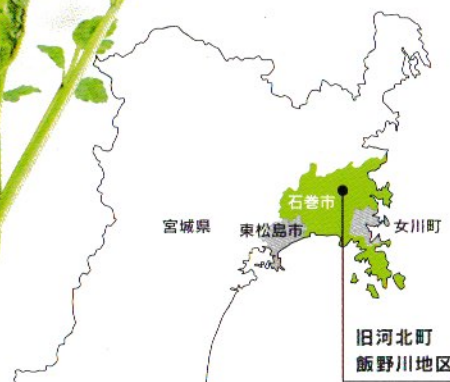 石巻市
宮城県
東松島市
女川町
旧河北町
飯野川地区